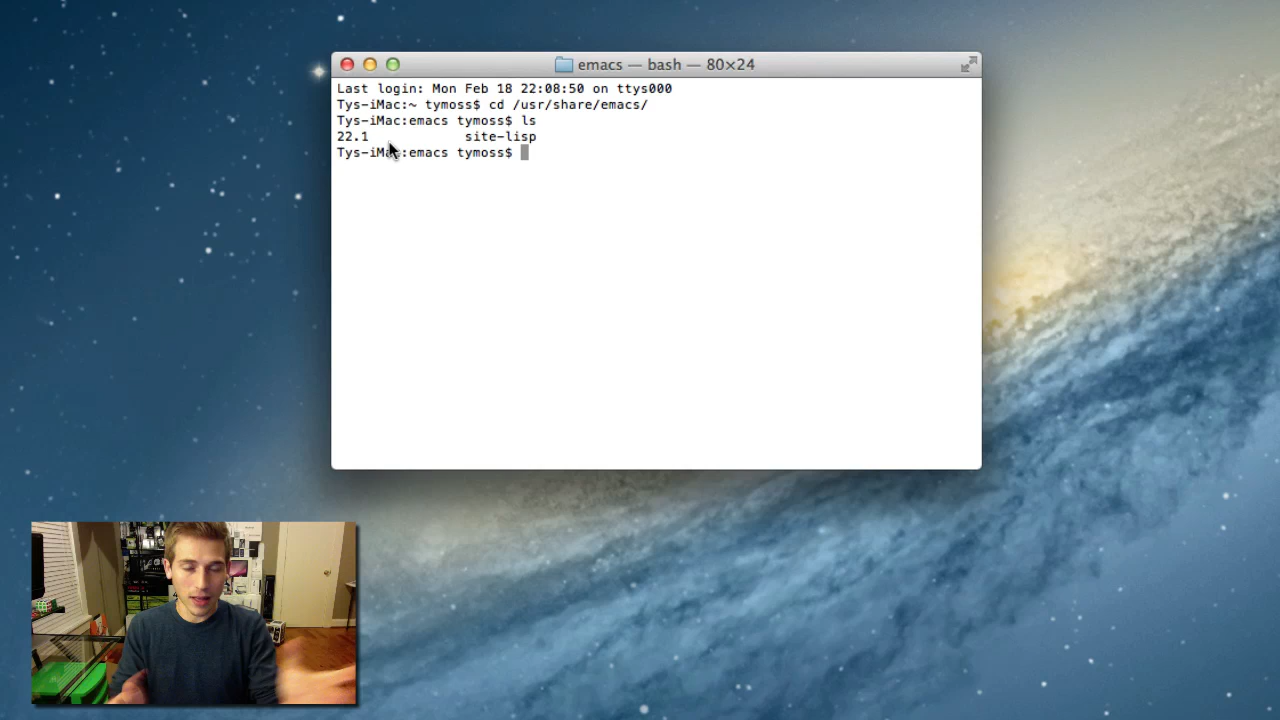 emacs — bash — 80×24
Last login: Mon Feb 18 22:08:50 on ttys000
Tys-iMac:~ tymoss$ cd /usr/share/emacs/
Tys-iMac:emacs tymoss$ ls
22.1 site-lisp
Tys-iMac:emacs tymoss$